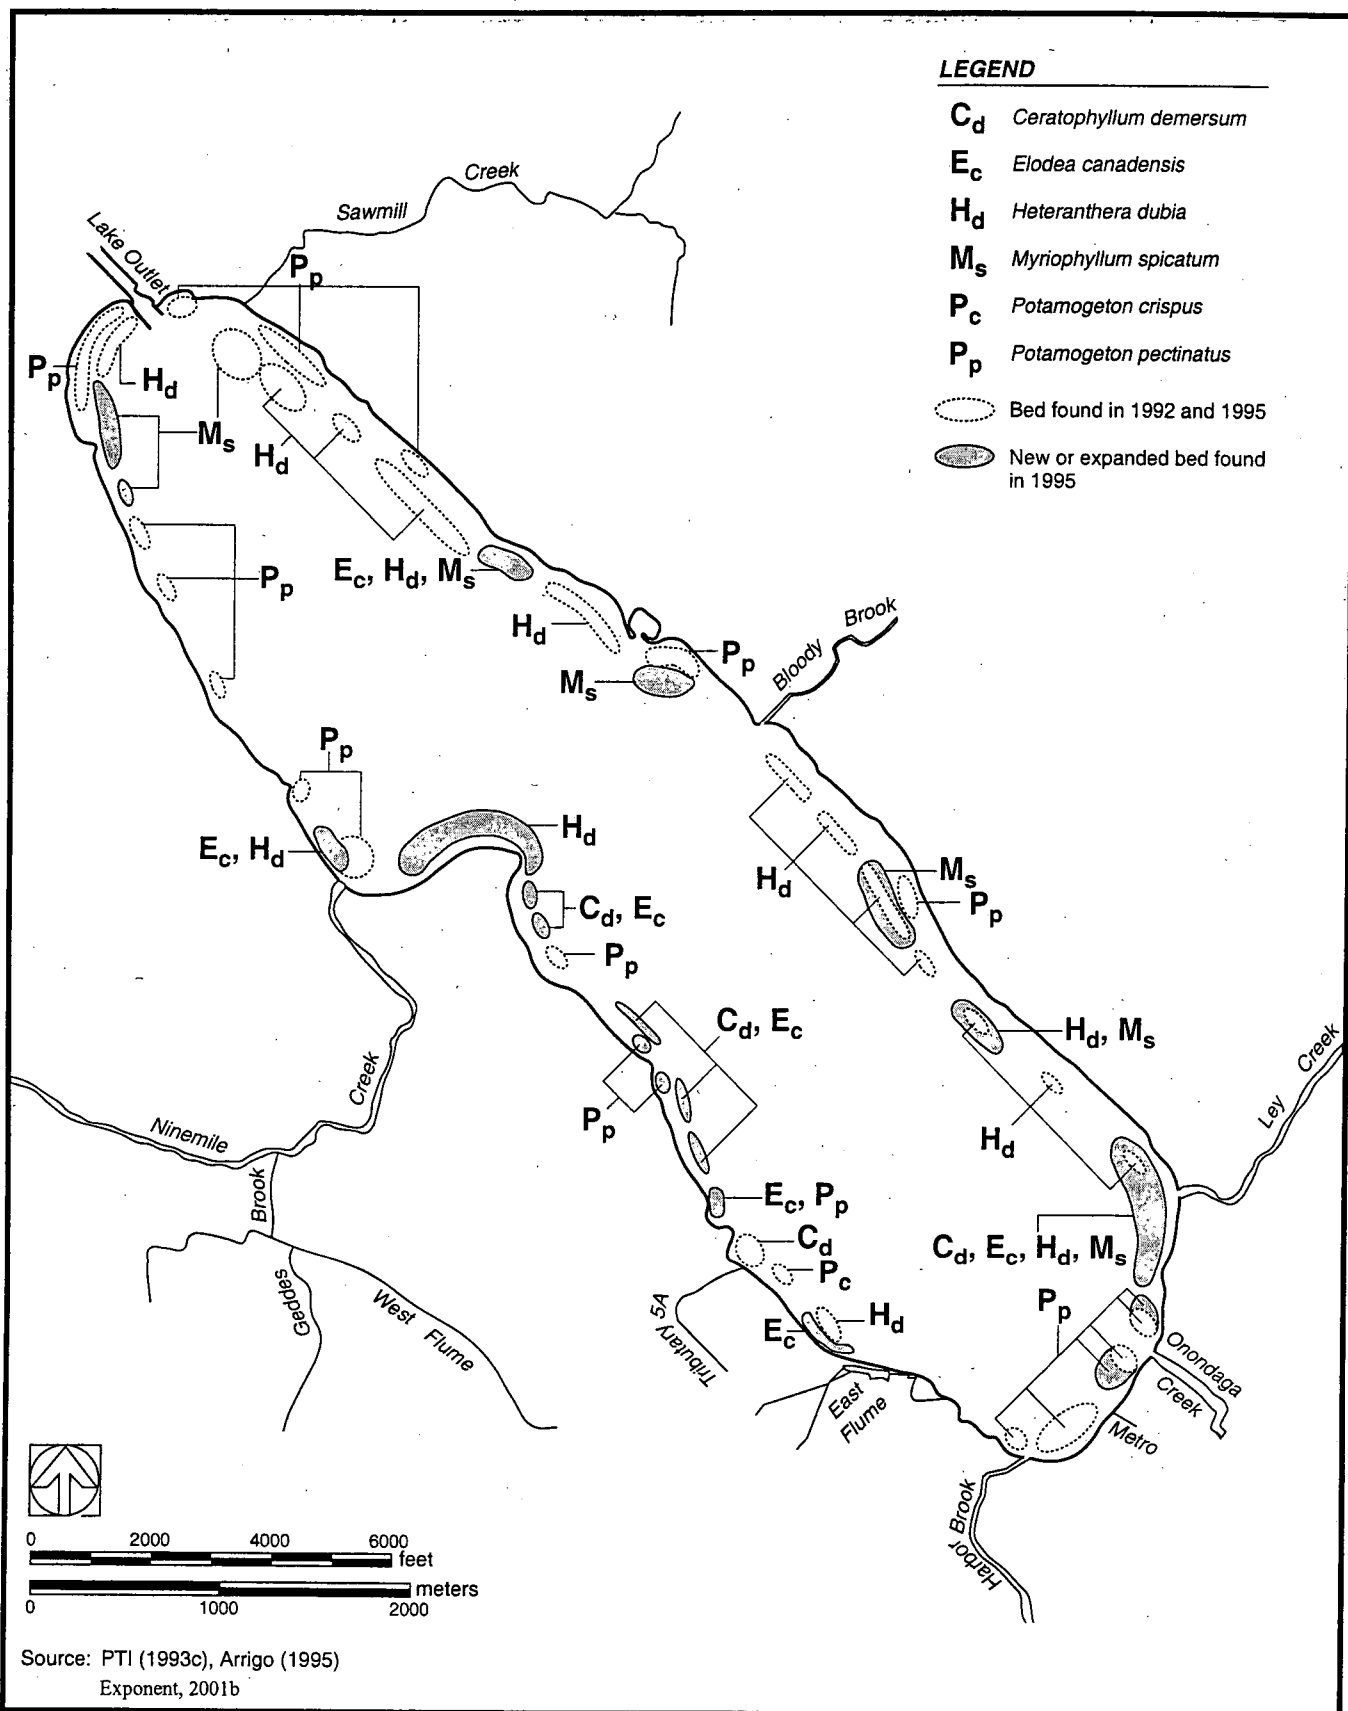 LEGEND
Cd Ceratophyllum demersum
Ec Elodea canadensis
Hd Heteranthera dubia
Ms Myriophyllum spicatum
Pc Potamogeton crispus
Pp Potamogeton pectinatus
Bed found in 1992 and 1995
New or expanded bed found
in 1995
Sawmill Creek
Lake Outlet
Pp
Pp
Hd
Ms
Hd
Ec, Hd, Ms
Pp
Hd
Pp
Ms
Bloody Brook
Pp
Ec, Hd
Hd
Hd
Ms
Pp
Cd, Ec
Pp
Cd, Ec
Hd, Ms
Pp
Hd
Ley Creek
Ninemile Creek
Ec, Pp
Cd
Pc
Cd, Ec, Hd, Ms
Geddes Brook
West Flume
Tributary 5A
Ec
Hd
Pp
East
Flume
Onondaga
Creek
Metro
Harbor Brook
0 2000 4000 6000
feet
meters
0 1000 2000
Source: PTI (1993c), Arrigo (1995)
Exponent, 2001b